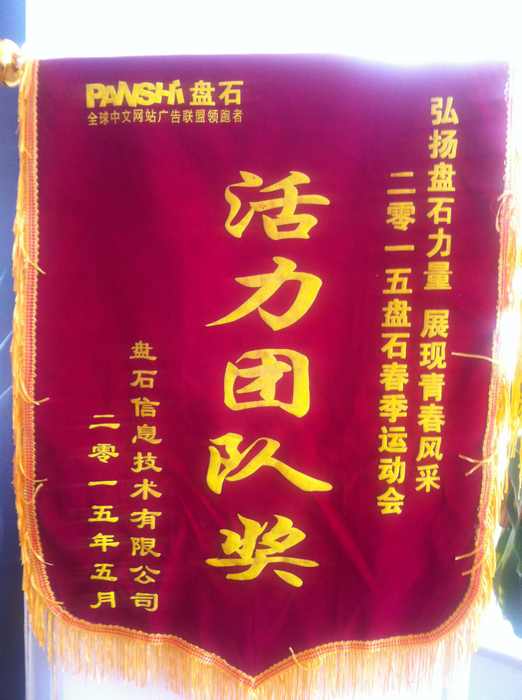 PANSHi 盘石
全球中文网站广告联盟领跑者
弘扬盘石力量 展现青春风采
二零一五盘石春季运动会
活力团队奖
盘石信息技术有限公司
二零一五年五月